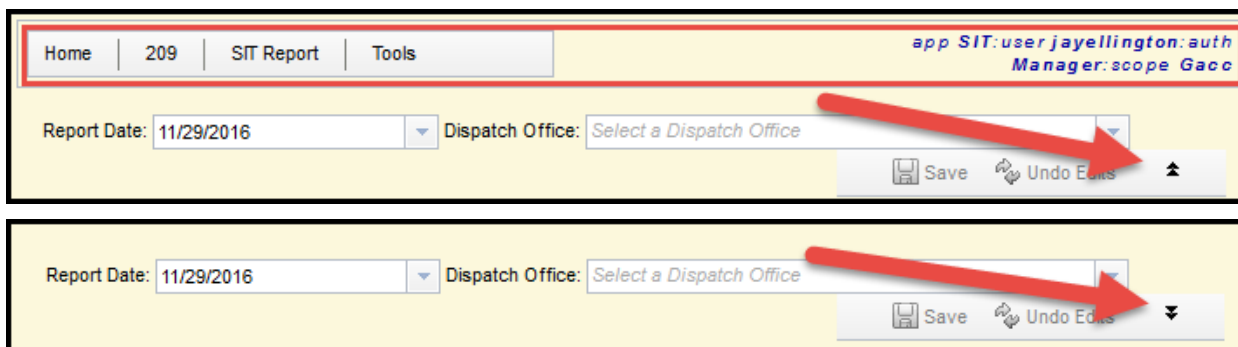 Home 209 SIT Report Tools
app SIT:user jayellington:auth
Manager:scope Gacc
Report Date: 11/29/2016 Dispatch Office: Select a Dispatch Office
Save Undo Edits
Report Date: 11/29/2016 Dispatch Office: Select a Dispatch Office
Save Undo Edits